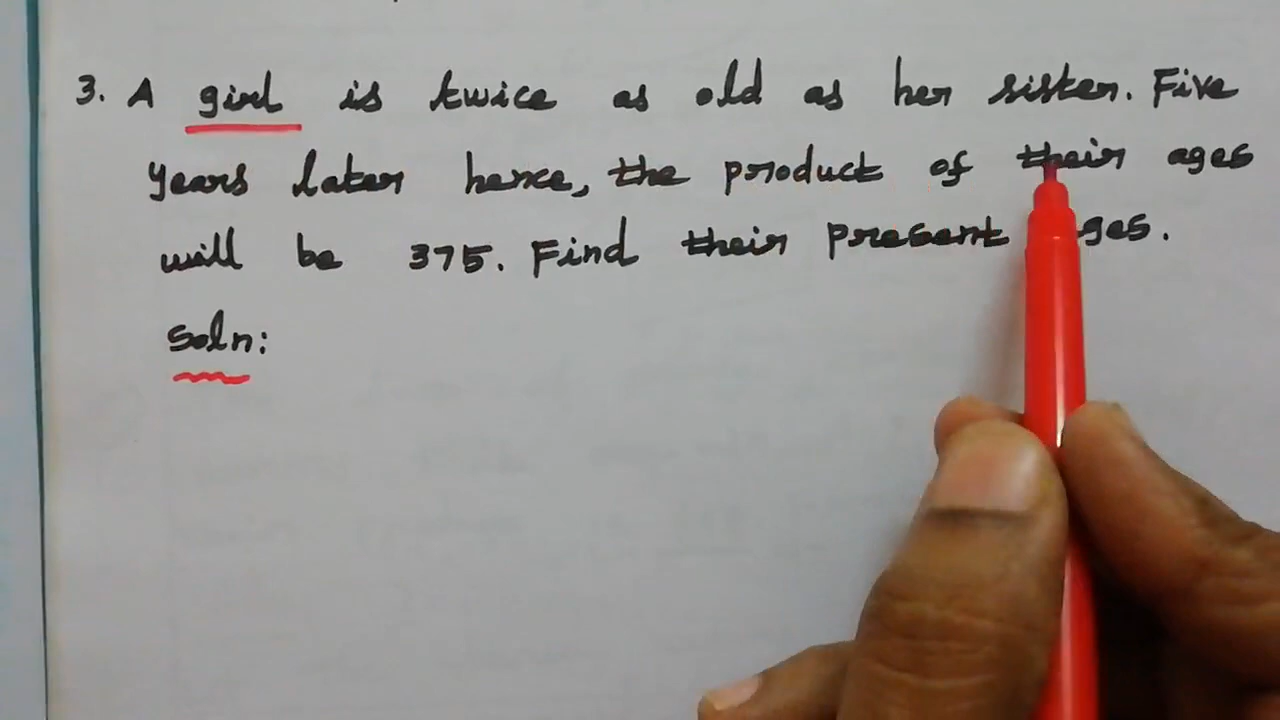 3. A girl is twice as old as her sister. Five
years later hence, the product of their ages
will be 375. Find their present ages.
Soln: